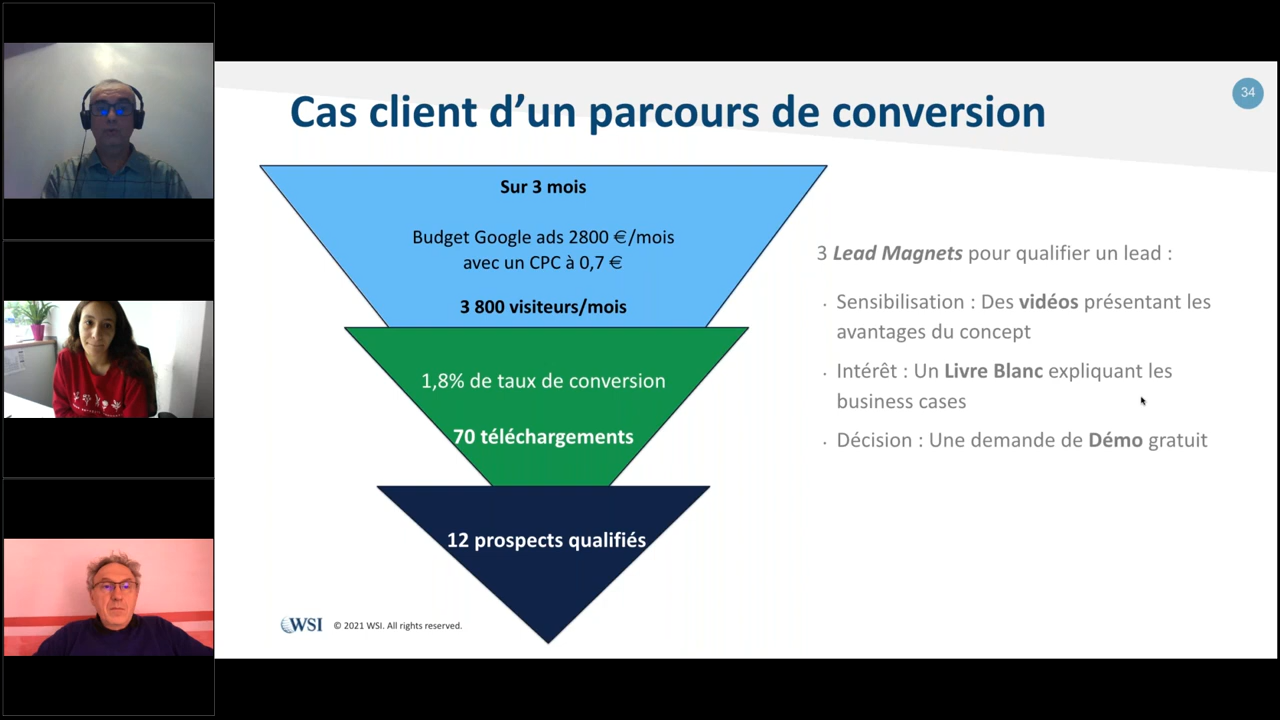 34
Cas client d’un parcours de conversion
Sur 3 mois
Budget Google ads 2800 €/mois
avec un CPC à 0,7 €
3 800 visiteurs/mois
1,8% de taux de conversion
70 téléchargements
12 prospects qualifiés
3 Lead Magnets pour qualifier un lead :
· Sensibilisation : Des vidéos présentant les
avantages du concept
· Intérêt : Un Livre Blanc expliquant les
business cases
· Décision : Une demande de Démo gratuit
WSI © 2021 WSI. All rights reserved.